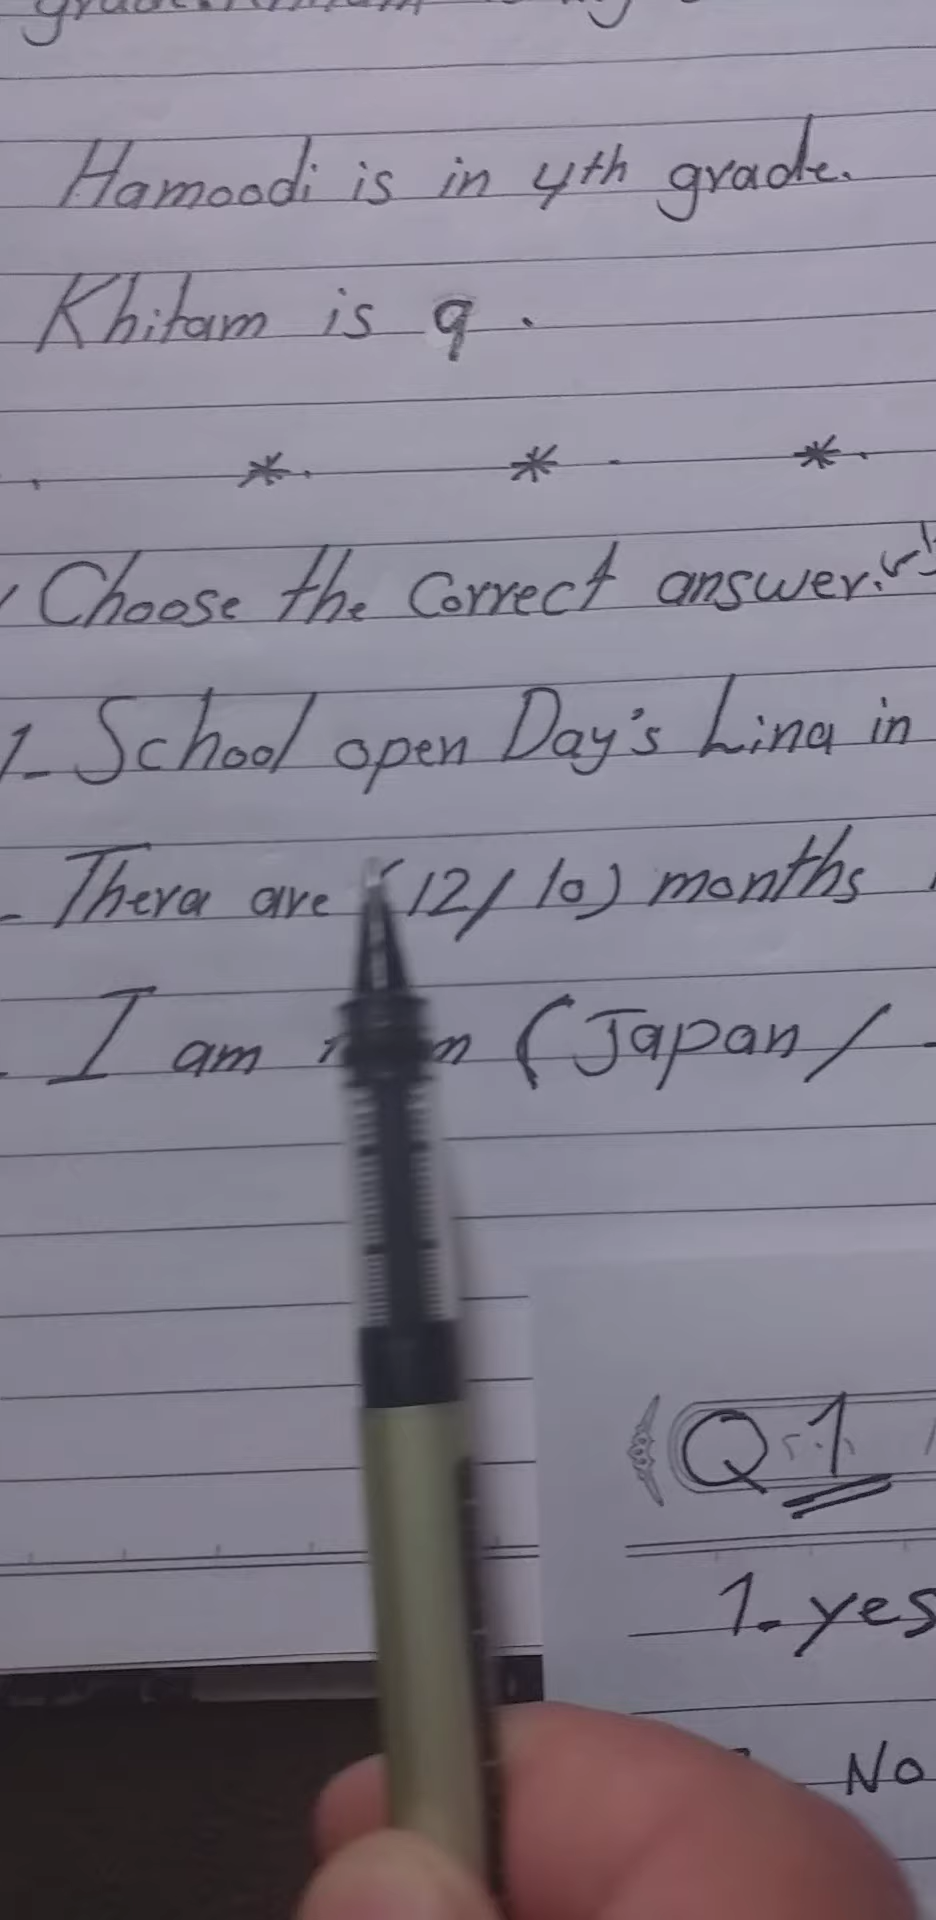 Hamoodi is in 4th grade.
Khitam is 9.
Choose the Correct answer.
1- School open Day's Lina in
- Thera are (12/10) months
- I am (Japan /
Q.1
1. yes
No